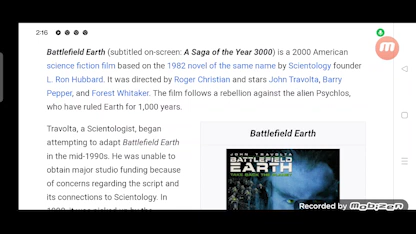 2:16
Battlefield Earth (subtitled on-screen: A Saga of the Year 3000) is a 2000 American
science fiction film based on the 1982 novel of the same name by Scientology founder
L. Ron Hubbard. It was directed by Roger Christian and stars John Travolta, Barry
Pepper, and Forest Whitaker. The film follows a rebellion against the alien Psychlos,
who have ruled Earth for 1,000 years.
Travolta, a Scientologist, began
attempting to adapt Battlefield Earth
in the mid-1990s. He was unable to
obtain major studio funding because
of concerns regarding the script and
its connections to Scientology. In
Battlefield Earth
JOHN TRAVOLTA
BATTLEFIELD
EARTH
Recorded by Mobizen